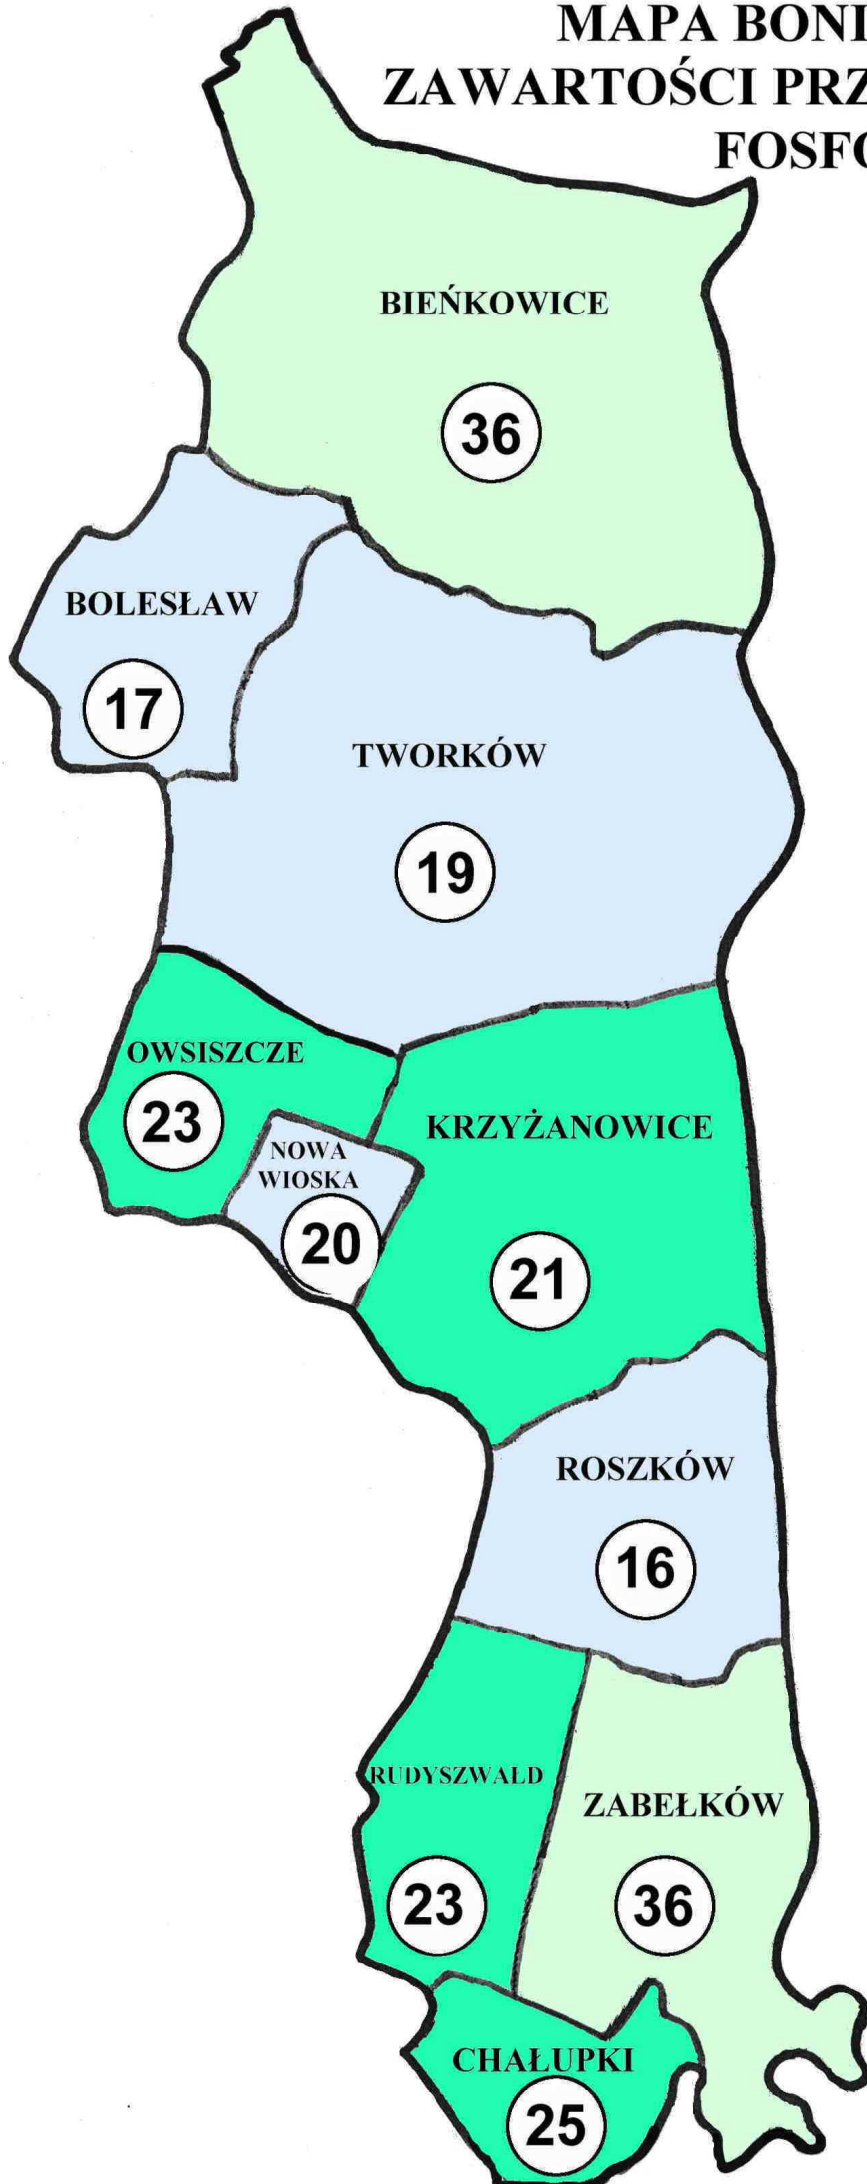 MAPA BONI
ZAWARTOŚCI PRZ
FOSFO
BIEŃKOWICE
36
BOLESŁAW
17
TWORKÓW
19
OWSISZCZE
23
KRZYŻANOWICE
NOWA
WIOSKA
20
21
ROSZKÓW
16
RUDYSZWAŁD
ZABEŁKÓW
23
36
CHAŁUPKI
25